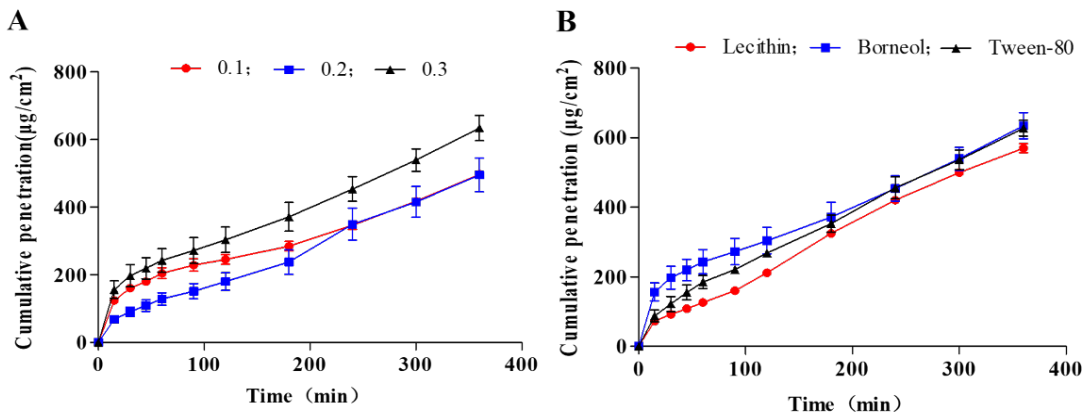 A
0.1；
0.2；
0.3
Cumulative penetration(μg/cm²)
800
600
400
200
0
0
100
200
300
400
Time（min）
B
Lecithin；
Borneol；
Tween-80
Cumulative penetration (μg/cm²)
800
600
400
200
0
0
100
200
300
400
Time（min）